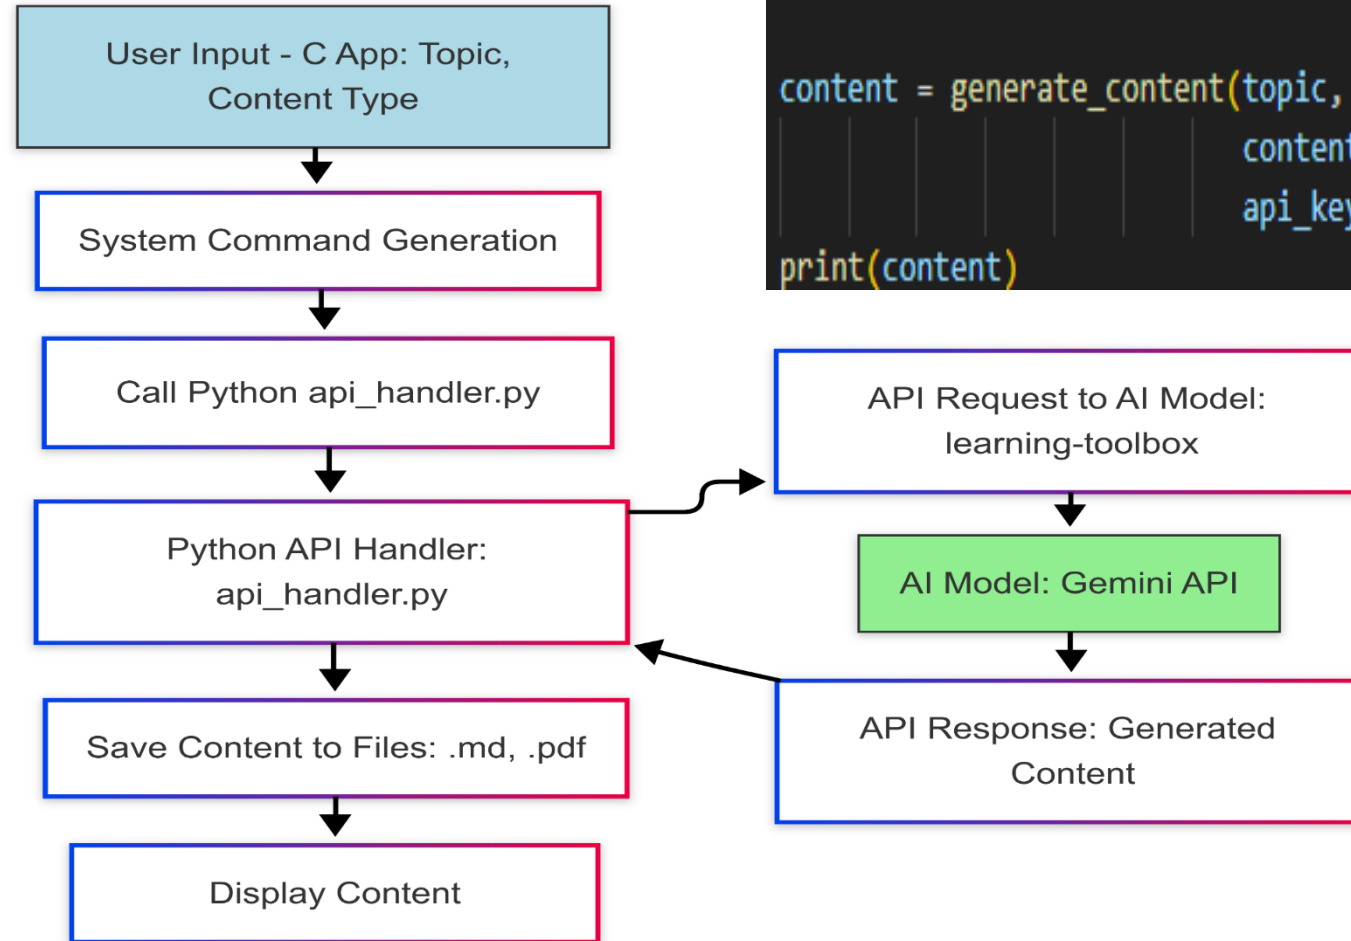 User Input - C App: Topic,
Content Type
System Command Generation
Call Python api_handler.py
Python API Handler:
api_handler.py
Save Content to Files: .md, .pdf
Display Content
content = generate_content(topic,
content
api_key
print(content)
API Request to AI Model:
learning-toolbox
AI Model: Gemini API
API Response: Generated
Content